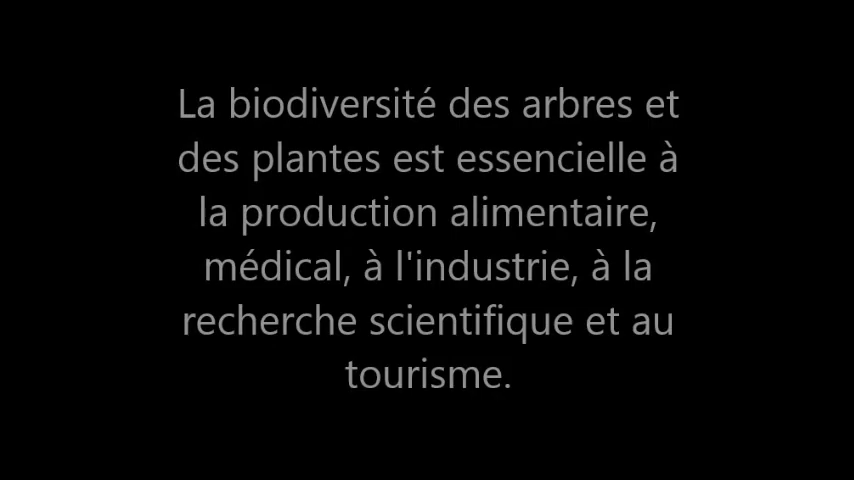 La biodiversité des arbres et
des plantes est essencielle à
la production alimentaire,
médical, à l'industrie, à la
recherche scientifique et au
tourisme.